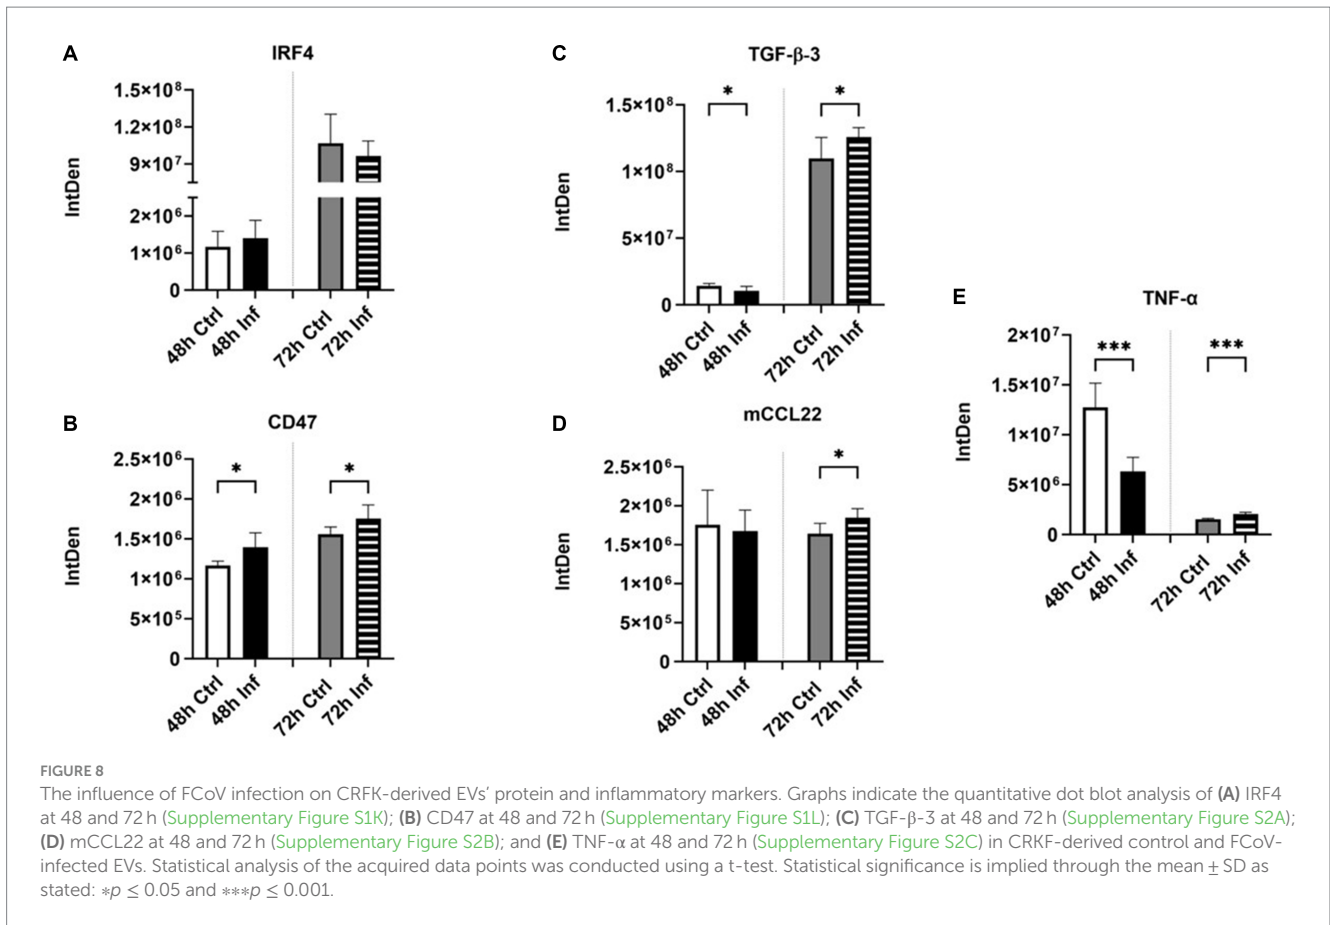 A
IRF4
IntDen
1.5×10⁸
1.2×10⁸
9×10⁷
2×10⁶
1×10⁶
0
48h Ctrl
48h Inf
72h Ctrl
72h Inf
B
CD47
IntDen
2.5×10⁶
2×10⁶
1.5×10⁶
1×10⁶
5×10⁵
0
*
*
48h Ctrl
48h Inf
72h Ctrl
72h Inf
C
TGF-β-3
IntDen
1.5×10⁸
1×10⁸
5×10⁷
0
*
*
48h Ctrl
48h Inf
72h Ctrl
72h Inf
D
mCCL22
IntDen
2.5×10⁶
2×10⁶
1.5×10⁶
1×10⁶
5×10⁵
0
*
48h Ctrl
48h Inf
72h Ctrl
72h Inf
E
TNF-α
IntDen
2×10⁷
1.5×10⁷
1×10⁷
5×10⁶
0
***
***
48h Ctrl
48h Inf
72h Ctrl
72h Inf
FIGURE 8
The influence of FCoV infection on CRFK-derived EVs’ protein and inflammatory markers. Graphs indicate the quantitative dot blot analysis of (A) IRF4
at 48 and 72 h (Supplementary Figure S1K); (B) CD47 at 48 and 72 h (Supplementary Figure S1L); (C) TGF-β-3 at 48 and 72 h (Supplementary Figure S2A);
(D) mCCL22 at 48 and 72 h (Supplementary Figure S2B); and (E) TNF-α at 48 and 72 h (Supplementary Figure S2C) in CRKF-derived control and FCoV-
infected EVs. Statistical analysis of the acquired data points was conducted using a t-test. Statistical significance is implied through the mean ± SD as
stated: *p ≤ 0.05 and ***p ≤ 0.001.